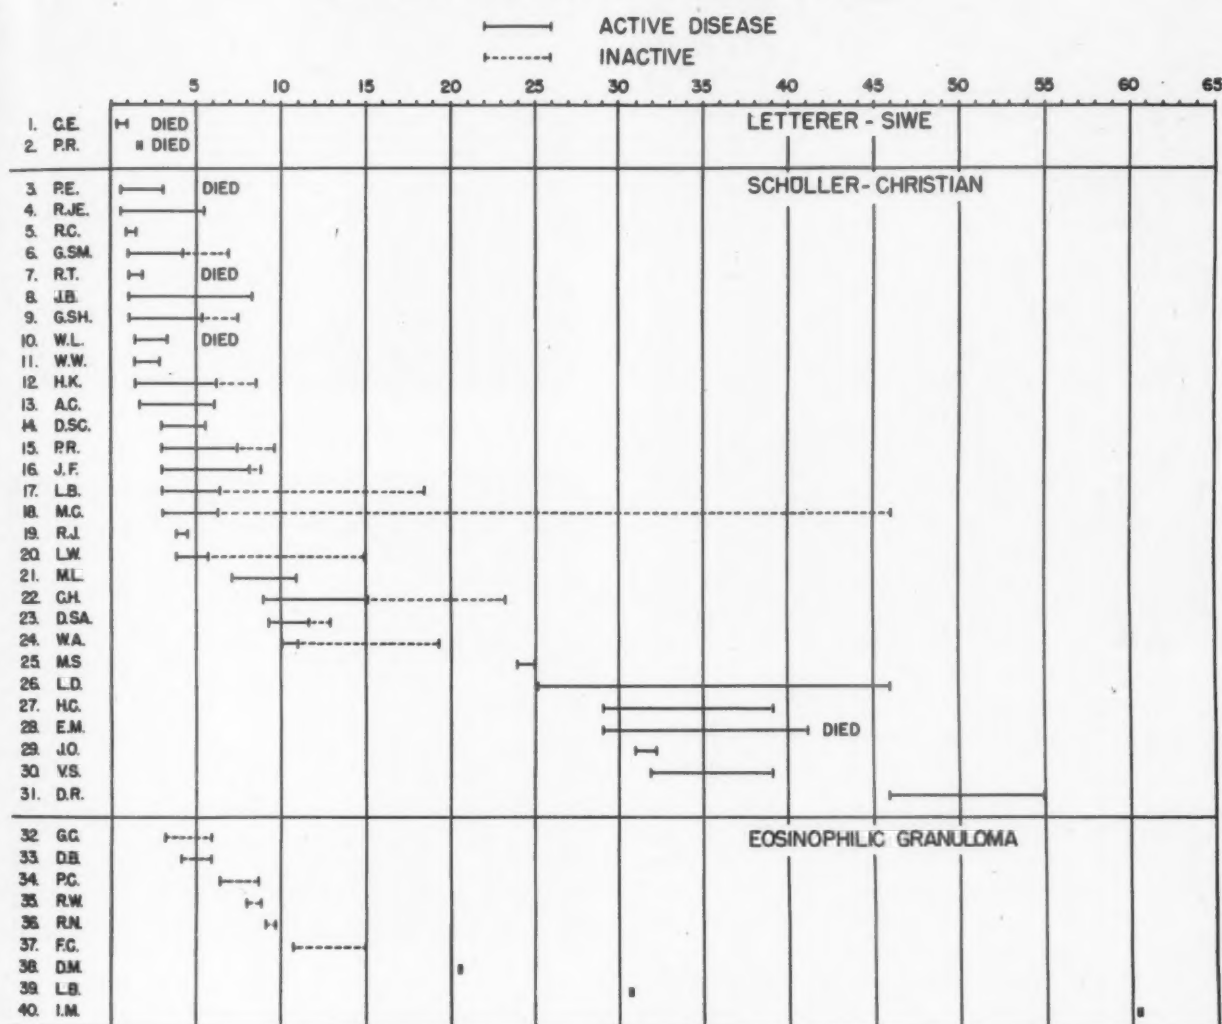 ACTIVE DISEASE
INACTIVE
5 10 15 20 25 30 35 40 45 50 55 60 65
1. C.E. DIED LETTERER - SIWE
2. P.R. DIED
3. P.E. DIED SCHÜLLER - CHRISTIAN
4. R.JE.
5. R.C.
6. G.SM.
7. R.T. DIED
8. J.B.
9. G.SH.
10. W.L. DIED
11. W.W.
12. H.K.
13. A.C.
14. D.SC.
15. P.R.
16. J.F.
17. L.B.
18. M.C.
19. R.J.
20. L.W.
21. M.L.
22. C.H.
23. D.SA.
24. W.A.
25. M.S
26. L.D.
27. H.C.
28. E.M. DIED
29. J.O.
30. V.S.
31. D.R.
32. G.C. EOSINOPHILIC GRANULOMA
33. D.B.
34. P.C.
35. R.W.
36. R.N.
37. F.C.
38. D.M.
39. L.B.
40. I.M.